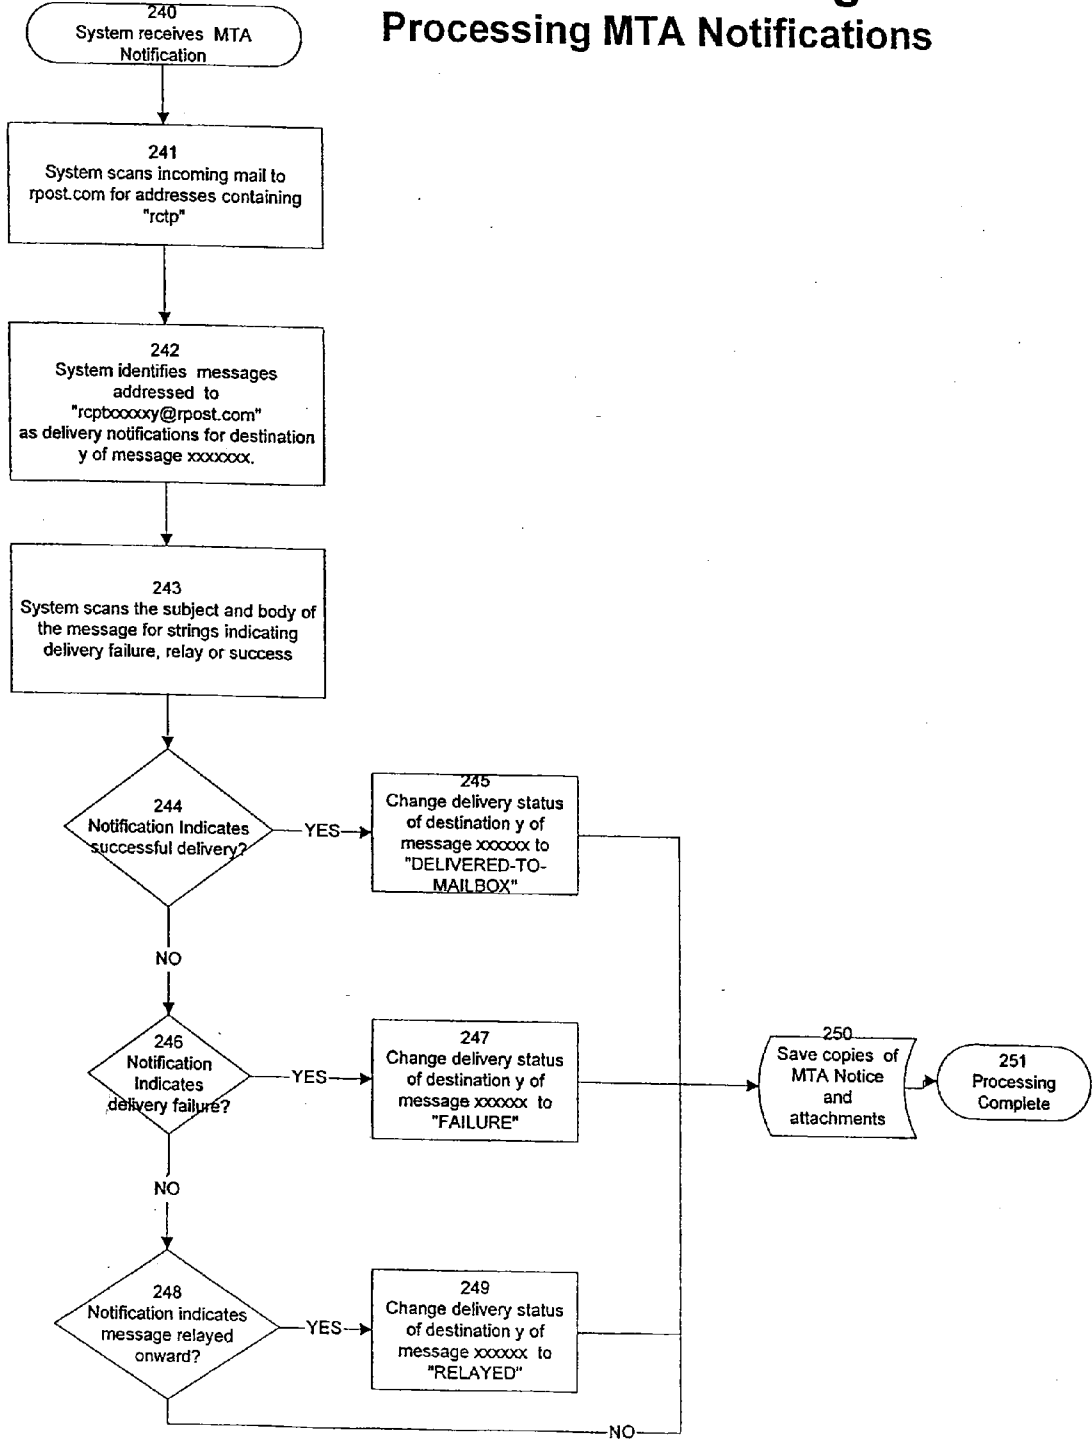 Processing MTA Notifications
240
System receives MTA
Notification
241
System scans incoming mail to
rpost.com for addresses containing
"rctp"
242
System identifies messages
addressed to
"rcptxxxxxy@rpost.com"
as delivery notifications for destination
y of message xxxxxxx.
243
System scans the subject and body of
the message for strings indicating
delivery failure, relay or success
244
Notification Indicates
successful delivery?
YES
245
Change delivery status
of destination y of
message xxxxxx to
"DELIVERED-TO-
MAILBOX"
NO
246
Notification
Indicates
delivery failure?
YES
247
Change delivery status
of destination y of
message xxxxxx to
"FAILURE"
250
Save copies of
MTA Notice
and
attachments
251
Processing
Complete
NO
248
Notification indicates
message relayed
onward?
YES
249
Change delivery status
of destination y of
message xxxxxx to
"RELAYED"
NO